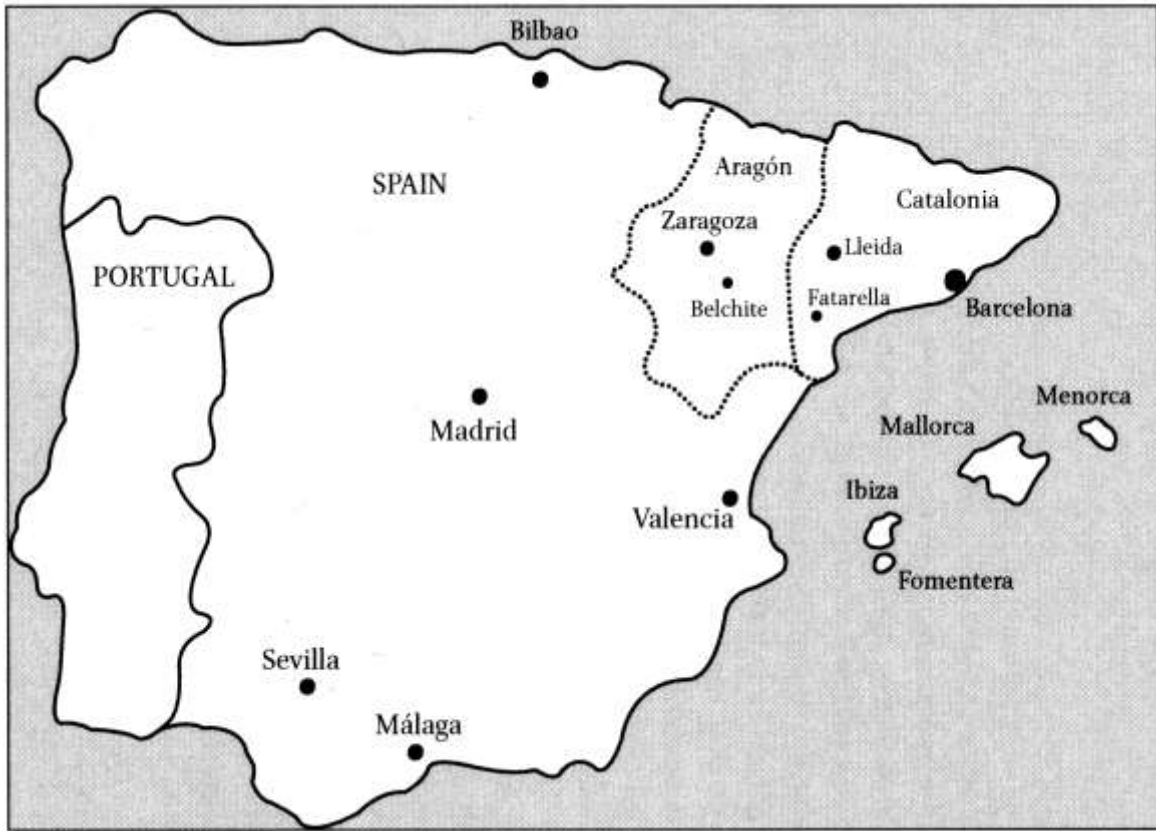 Bilbao
Aragón
SPAIN
Catalonia
Zaragoza
Lleida
PORTUGAL
Belchite
Fatarella
Barcelona
Menorca
Madrid
Mallorca
Ibiza
Valencia
Fomentera
Sevilla
Málaga